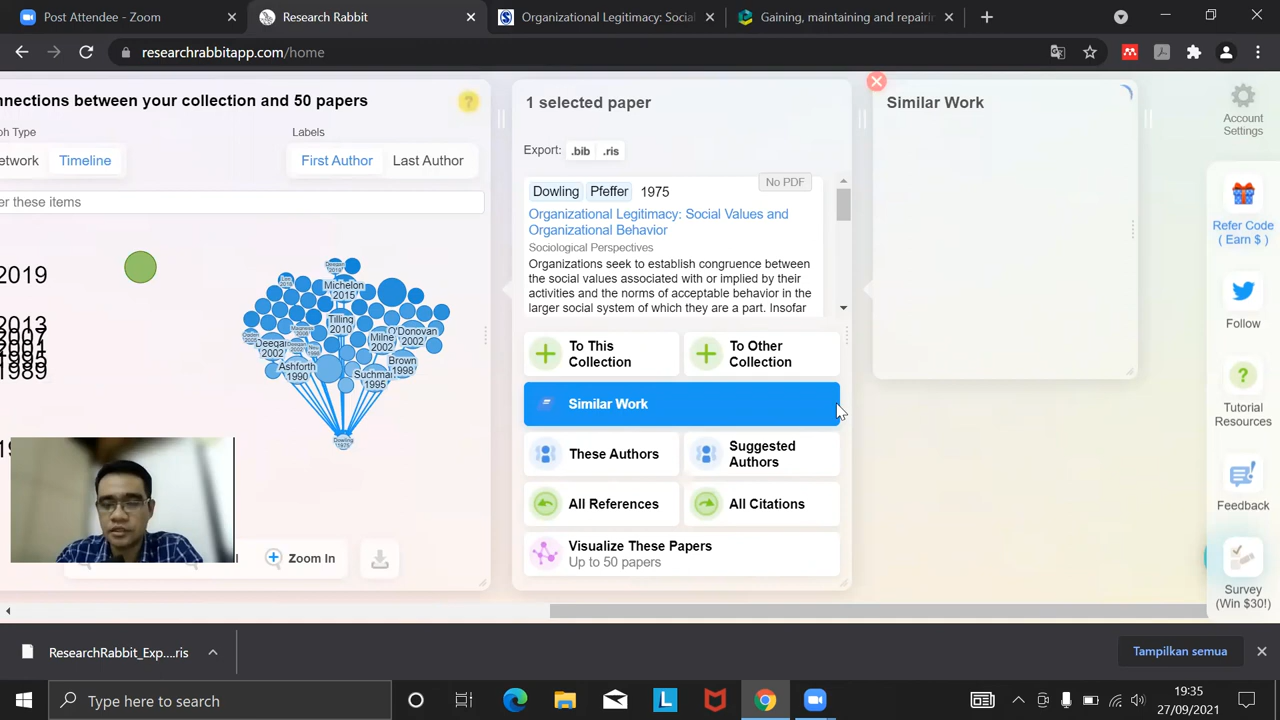 Post Attendee - Zoom
Research Rabbit
Organizational Legitimacy: Social
Gaining, maintaining and repairin
researchrabbitapp.com/home
nnections between your collection and 50 papers
?
ph Type
Labels
etwork
Timeline
First Author
Last Author
er these items
2019
2013
1989
Michelon
2015
Tilling
2010
O'Donovan
2002
Deegan
2002
Milne
2002
Ashforth
1990
Brown
1998
Suchman
1995
Dowling
1975
Zoom In
1 selected paper
Export:
.bib
.ris
No PDF
Dowling
Pfeffer
1975
Organizational Legitimacy: Social Values and
Organizational Behavior
Sociological Perspectives
Organizations seek to establish congruence between
the social values associated with or implied by their
activities and the norms of acceptable behavior in the
larger social system of which they are a part. Insofar
To This
Collection
To Other
Collection
Similar Work
These Authors
Suggested
Authors
All References
All Citations
Visualize These Papers
Up to 50 papers
Similar Work
Account
Settings
Refer Code
( Earn $ )
Follow
?
Tutorial
Resources
Feedback
Survey
(Win $30!)
ResearchRabbit_Exp....ris
Tampilkan semua
Type here to search
L
19:35
27/09/2021